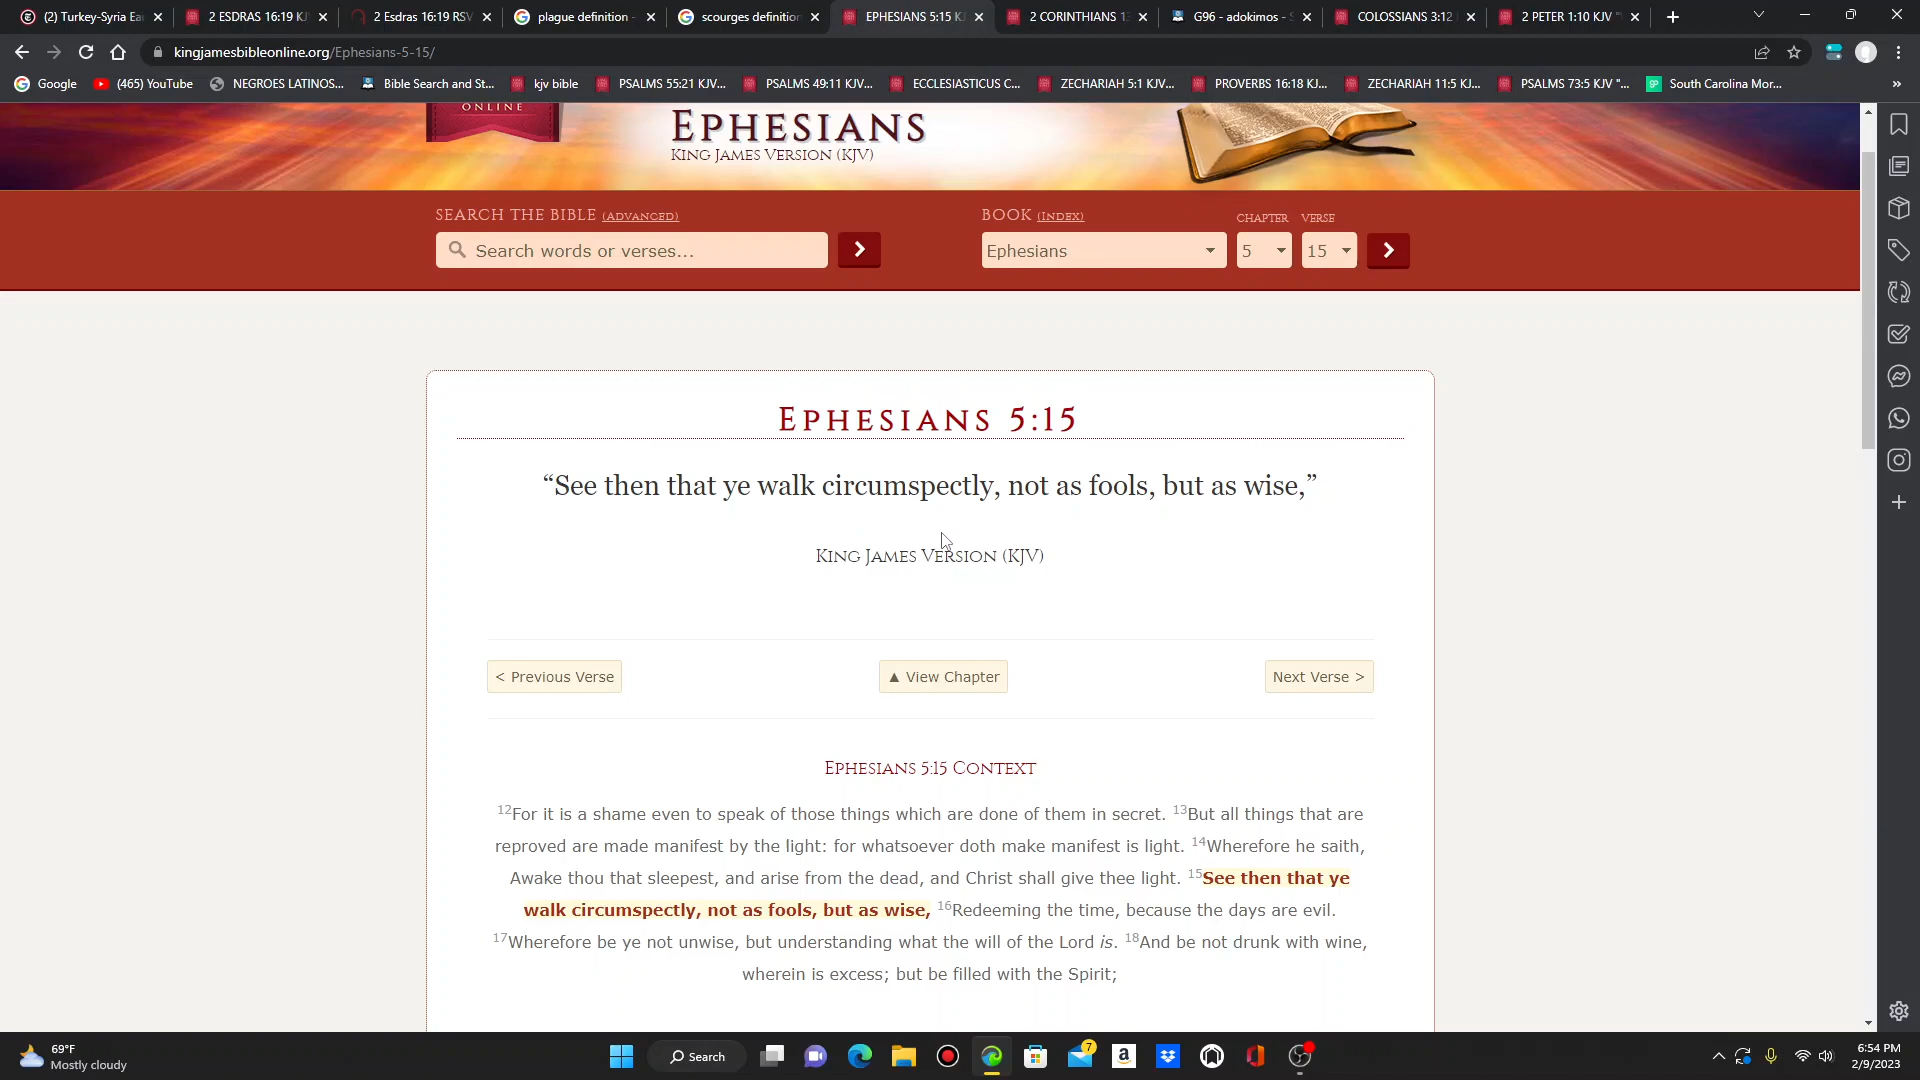 (2) Turkey-Syria Ea
2 ESDRAS 16:19 KJ
2 Esdras 16:19 RSV
plague definition -
scourges definition
EPHESIANS 5:15 KJ
2 CORINTHIANS 13
G96 - adokimos - S
COLOSSIANS 3:12
2 PETER 1:10 KJV "
kingjamesbibleonline.org/Ephesians-5-15/
Google
(465) YouTube
NEGROES LATINOS...
Bible Search and St...
kjv bible
PSALMS 55:21 KJV...
PSALMS 49:11 KJV...
ECCLESIASTICUS C...
ZECHARIAH 5:1 KJV...
PROVERBS 16:18 KJ...
ZECHARIAH 11:5 KJ...
PSALMS 73:5 KJV "...
South Carolina Mor...
»
ONLINE
EPHESIANS
KING JAMES VERSION (KJV)
SEARCH THE BIBLE (ADVANCED)
BOOK (INDEX)
CHAPTER
VERSE
Search words or verses...
Ephesians
5
15
EPHESIANS 5:15
“See then that ye walk circumspectly, not as fools, but as wise,”
KING JAMES VERSION (KJV)
< Previous Verse
▲ View Chapter
Next Verse >
EPHESIANS 5:15 CONTEXT
12For it is a shame even to speak of those things which are done of them in secret. 13But all things that are
reproved are made manifest by the light: for whatsoever doth make manifest is light. 14Wherefore he saith,
Awake thou that sleepest, and arise from the dead, and Christ shall give thee light. 15See then that ye
walk circumspectly, not as fools, but as wise, 16Redeeming the time, because the days are evil.
17Wherefore be ye not unwise, but understanding what the will of the Lord is. 18And be not drunk with wine,
wherein is excess; but be filled with the Spirit;
69°F
Mostly cloudy
Search
7
a
6:54 PM
2/9/2023